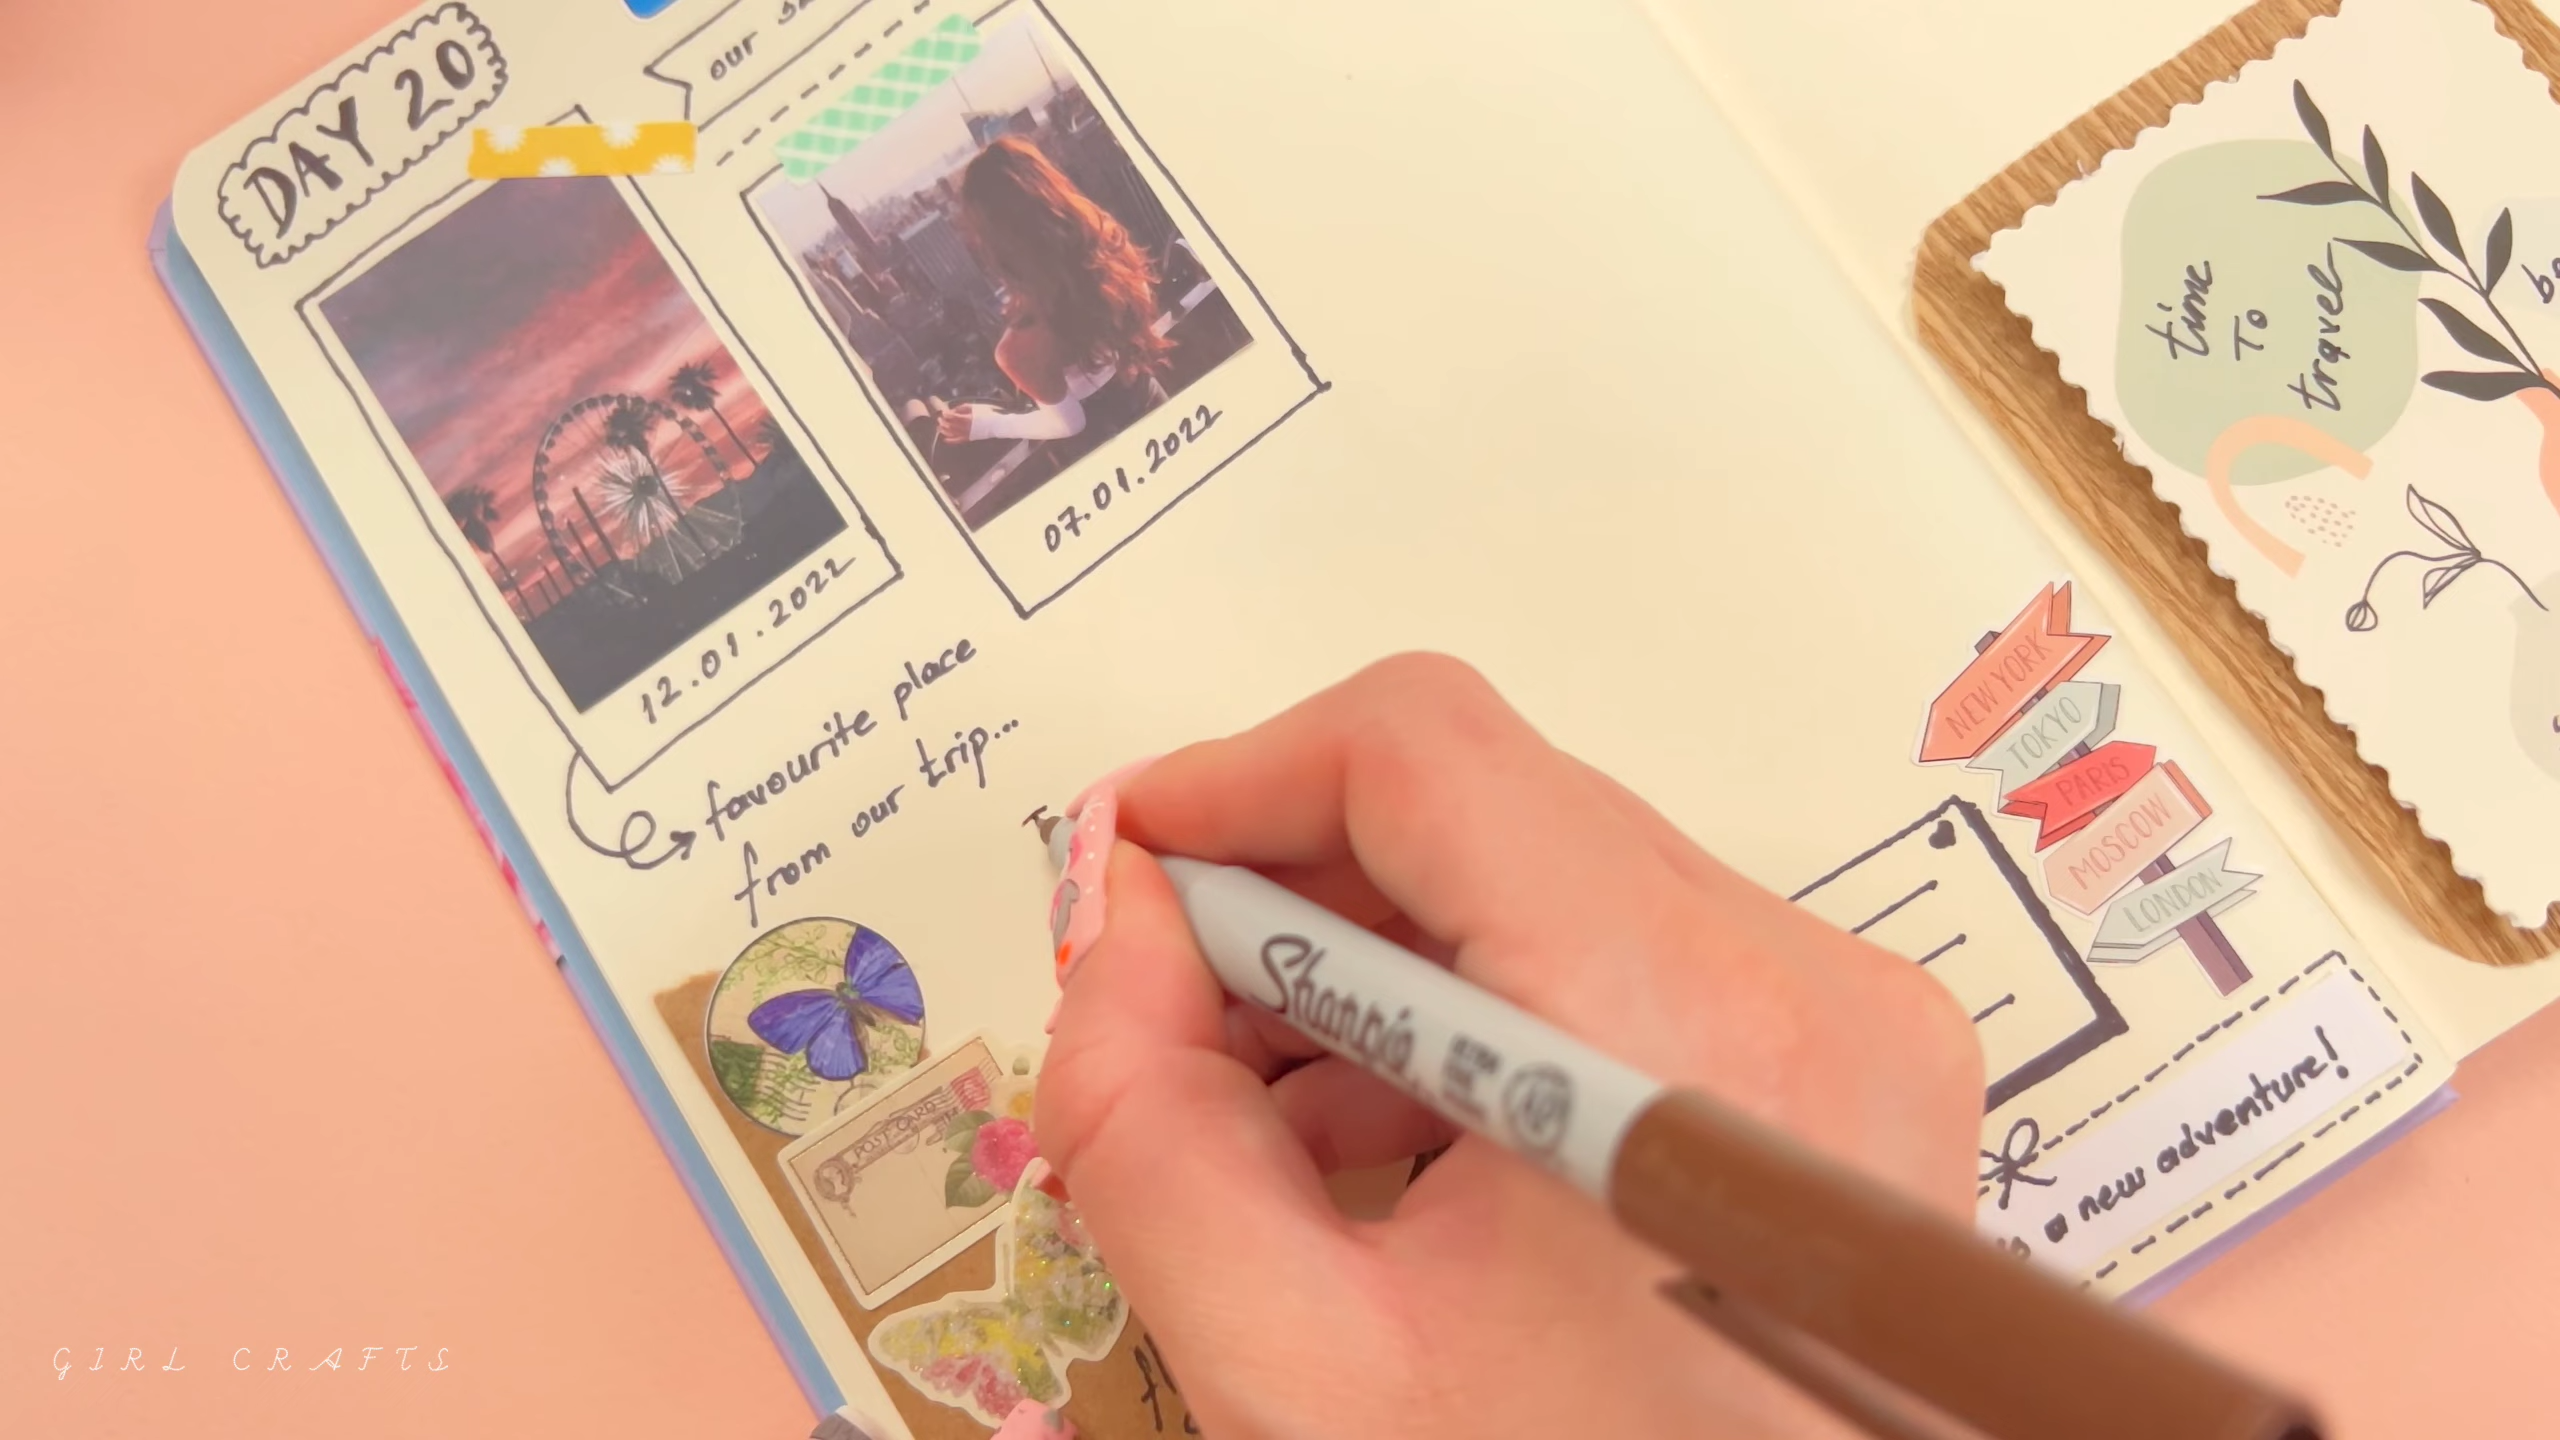 DAY 20
our
12.01.2022
07.01.2022
favourite place
from our trip...
time
To
travel
NEW YORK
TOKYO
PARIS
MOSCOW
LONDON
Sharpie
POST CARD
a new adventure!
GIRL CRAFTS